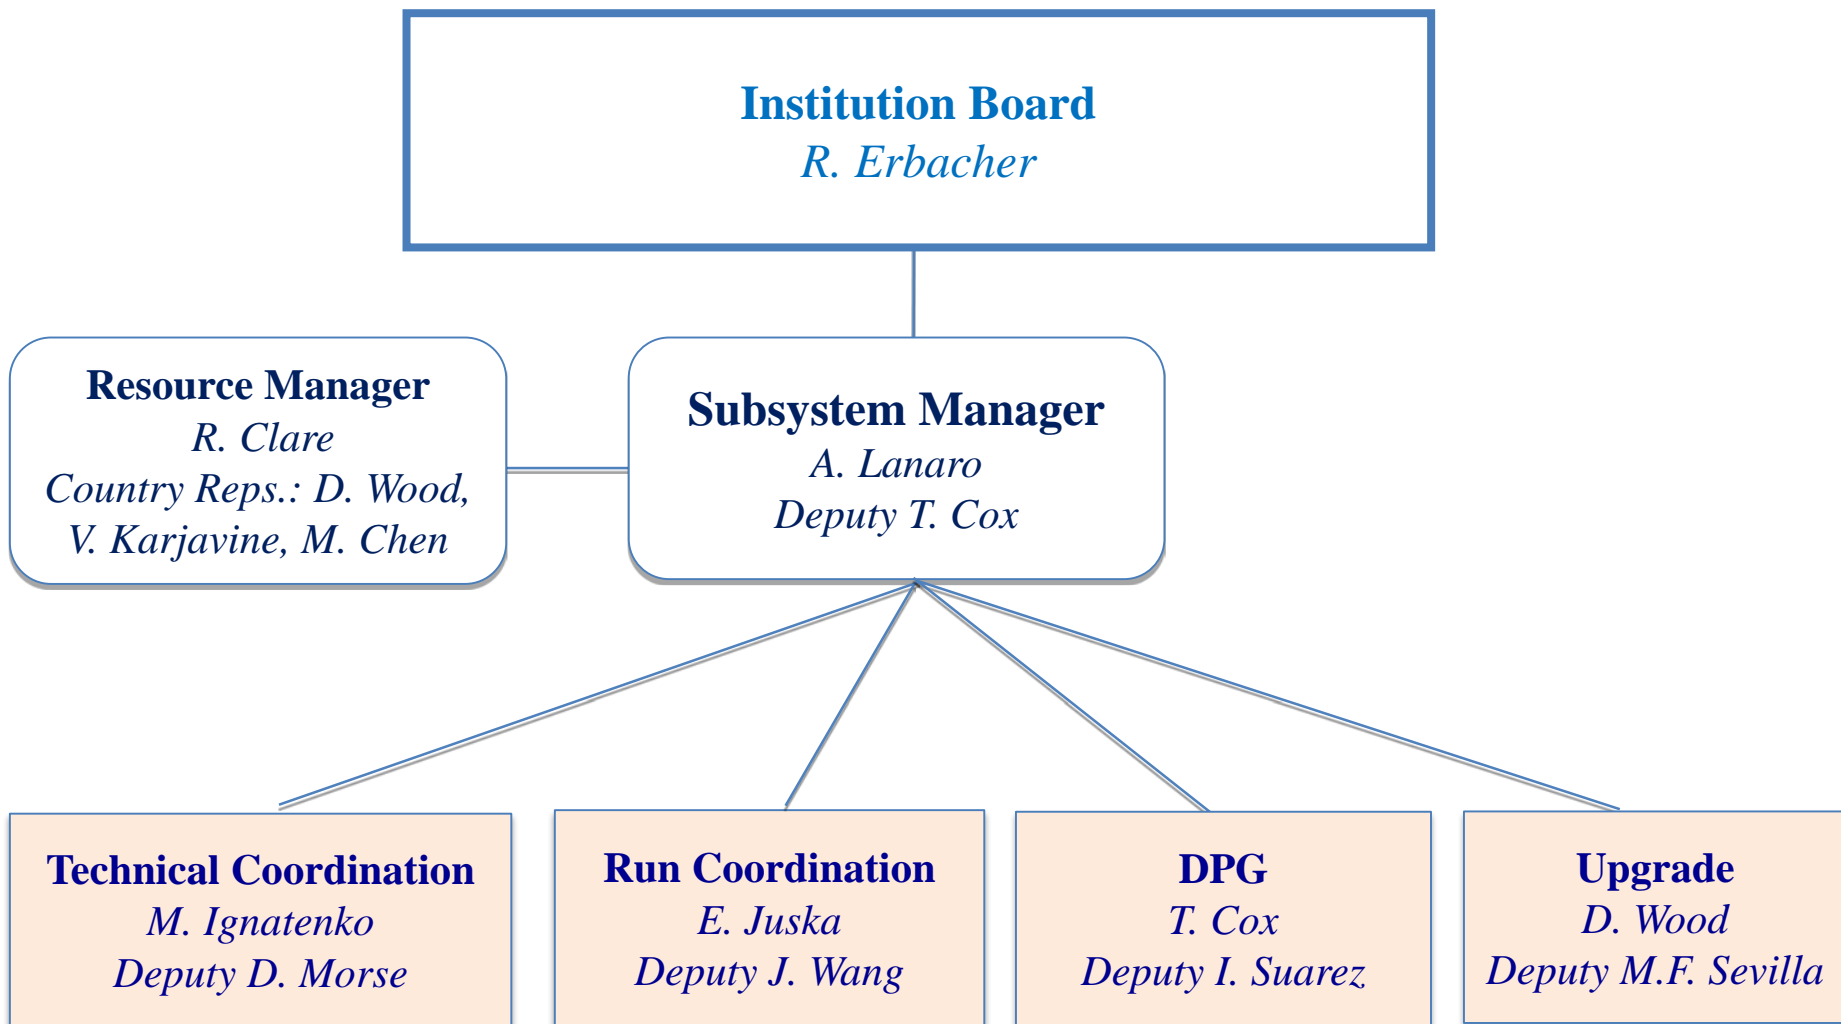 Institution Board
R. Erbacher
Resource Manager
R. Clare
Country Reps.: D. Wood,
V. Karjavine, M. Chen
Subsystem Manager
A. Lanaro
Deputy T. Cox
Technical Coordination
M. Ignatenko
Deputy D. Morse
Run Coordination
E. Juska
Deputy J. Wang
DPG
T. Cox
Deputy I. Suarez
Upgrade
D. Wood
Deputy M.F. Sevilla